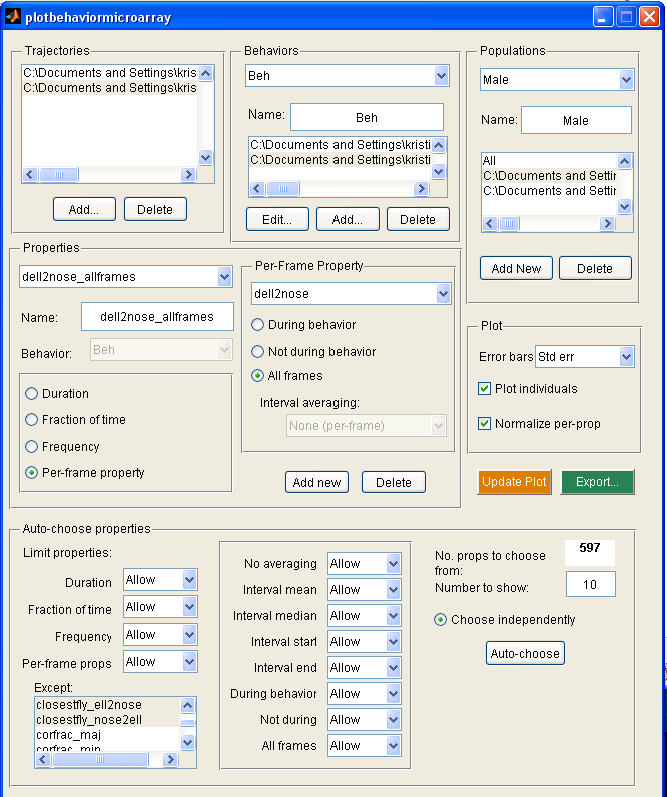 plotbehaviormicroarray
Trajectories
C:\Documents and Settings\kris
C:\Documents and Settings\kris
Add...
Delete
Behaviors
Beh
Name:
Beh
C:\Documents and Settings\kristi
C:\Documents and Settings\kristi
Edit...
Add...
Delete
Populations
Male
Name:
Male
All
C:\Documents and Settin
C:\Documents and Settin
Add New
Delete
Properties
dell2nose_allframes
Name:
dell2nose_allframes
Behavior:
Beh
Duration
Fraction of time
Frequency
Per-frame property
Per-Frame Property
dell2nose
During behavior
Not during behavior
All frames
Interval averaging:
None (per-frame)
Add new
Delete
Plot
Error bars
Std err
Plot individuals
Normalize per-prop
Update Plot
Export...
Auto-choose properties
Limit properties:
Duration
Allow
Fraction of time
Allow
Frequency
Allow
Per-frame props
Allow
Except:
closestfly_ell2nose
closestfly_nose2ell
corfrac_maj
corfrac_min
No averaging
Allow
Interval mean
Allow
Interval median
Allow
Interval start
Allow
Interval end
Allow
During behavior
Allow
Not during
Allow
All frames
Allow
No. props to choose
from:
597
Number to show:
10
Choose independently
Auto-choose